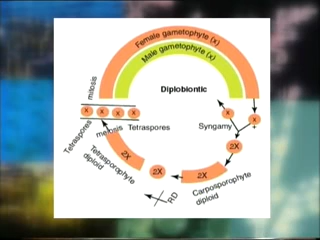 Female gametophyte (x)
Male gametophyte (x)
Diplobiontic
mitosis
x x x x
Tetraspores
meiosis
Tetraspores
Syngamy
x
x
+
2X
2X
Tetrasporophyte
diploid
2X
2X
Carposporophyte
diploid
RD